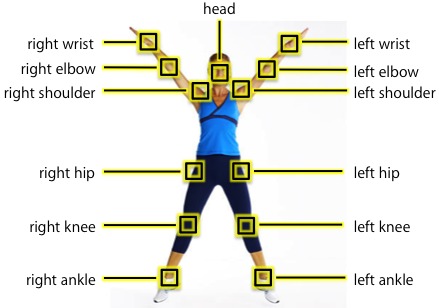 head
right wrist
left wrist
right elbow
left elbow
right shoulder
left shoulder
right hip
left hip
right knee
left knee
right ankle
left ankle